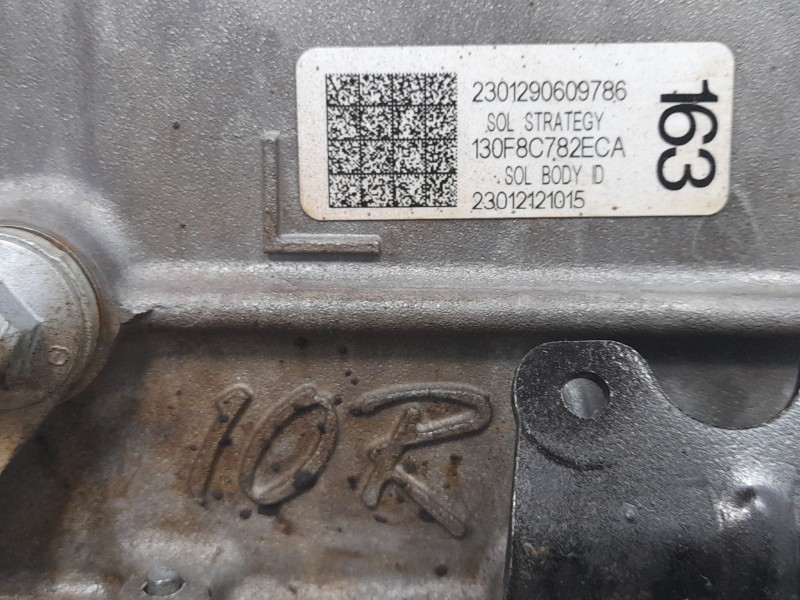 2301290609786
SOL STRATEGY
130F8C782ECA
SOL BODY ID
23012121015
163
10R